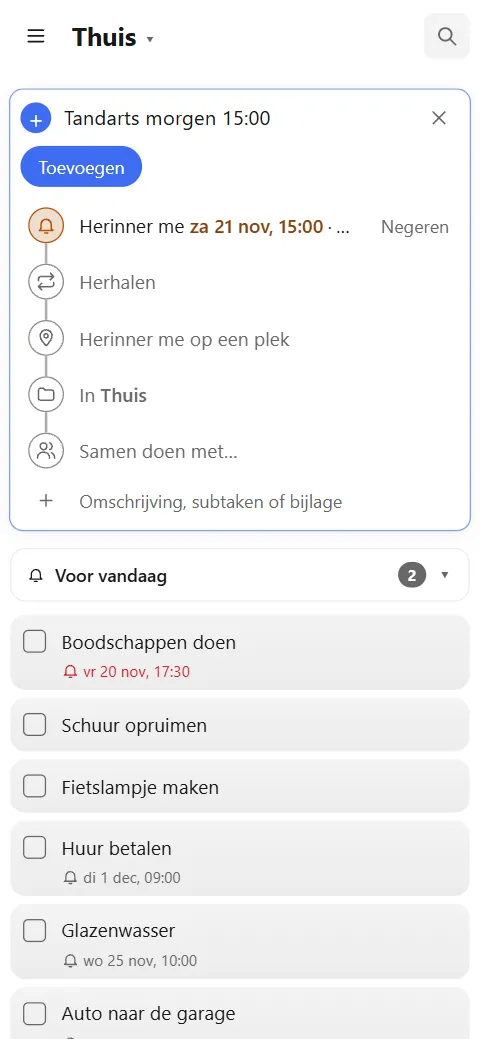 Thuis
Tandarts morgen 15:00
Toevoegen
Herinner me za 21 nov, 15:00 · ... Negeren
Herhalen
Herinner me op een plek
In Thuis
Samen doen met...
Omschrijving, subtaken of bijlage
Voor vandaag 2
Boodschappen doen
vr 20 nov, 17:30
Schuur opruimen
Fietslampje maken
Huur betalen
di 1 dec, 09:00
Glazenwasser
wo 25 nov, 10:00
Auto naar de garage